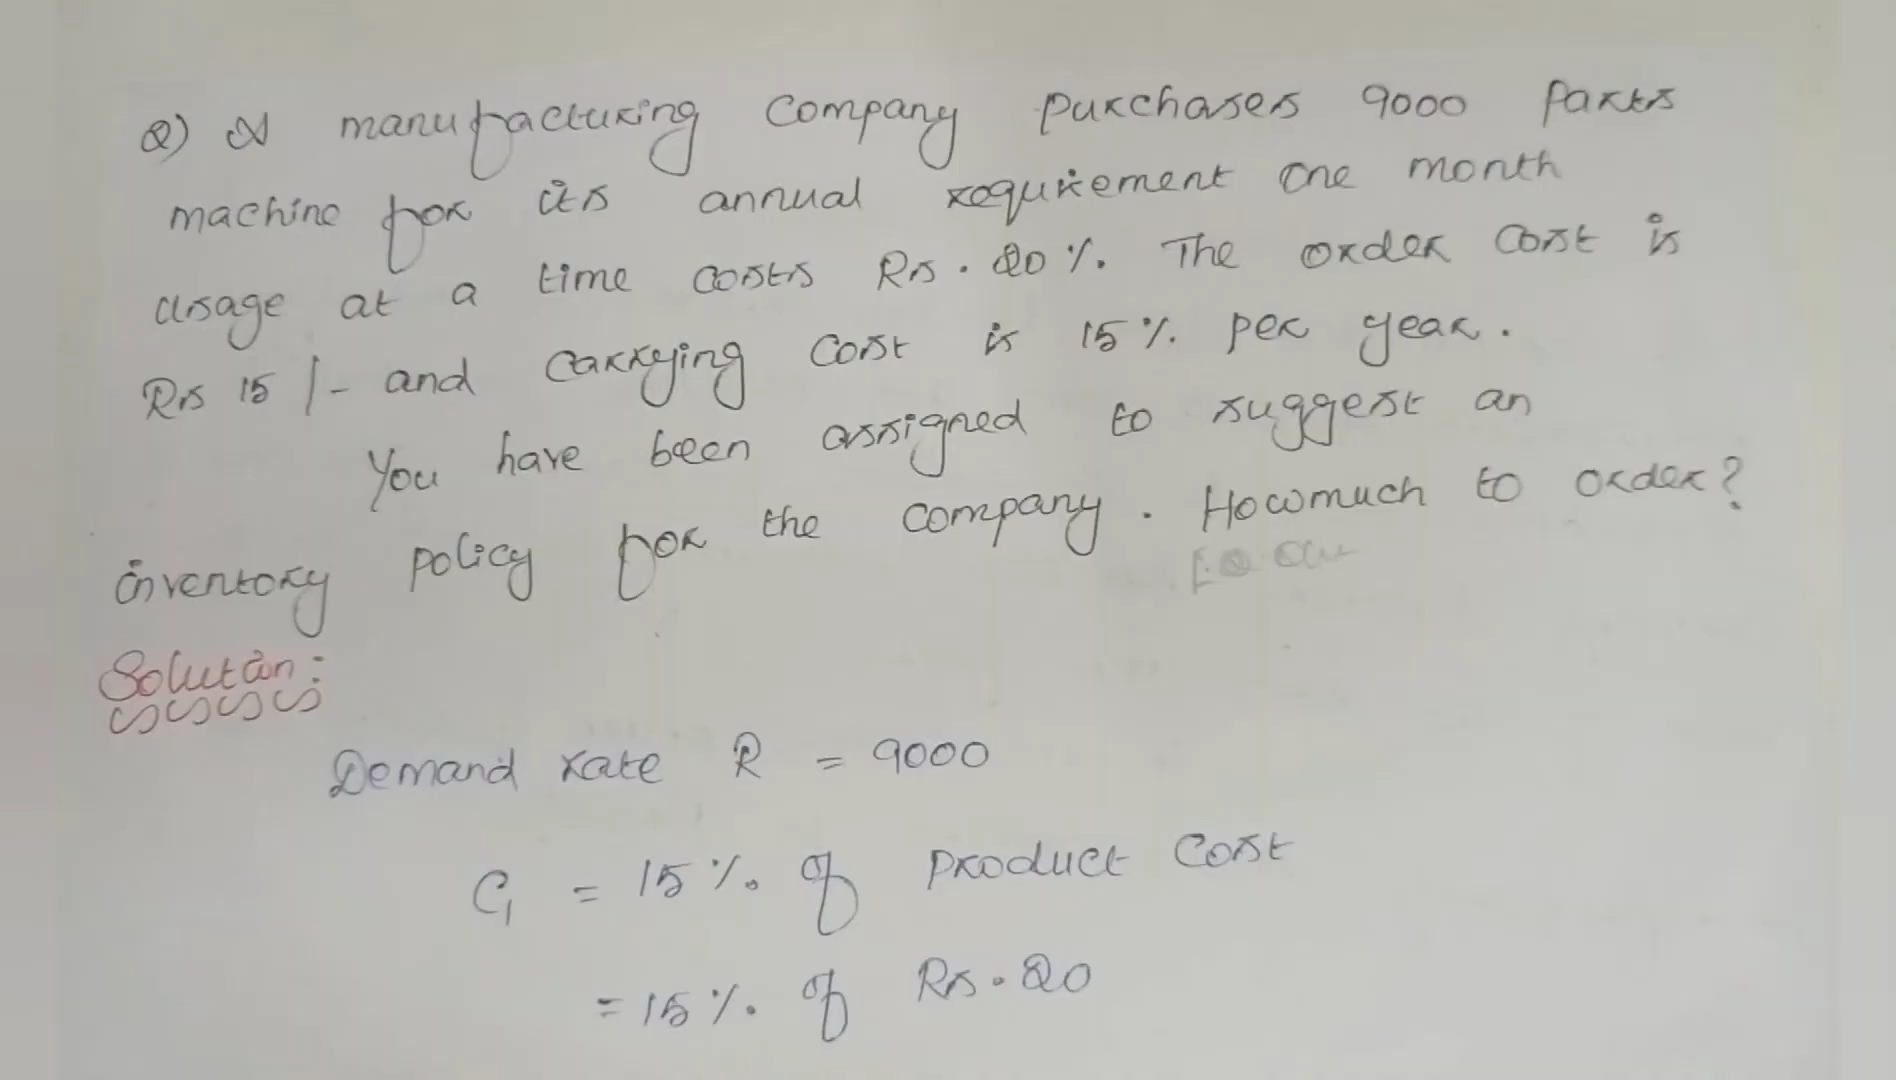 Q) A manufacturing company purchases 9000 parts
machine for its annual requirement one month
usage at a time costs Rs. 20%. The order cost is
Rs 15/- and carrying cost is 15% per year.
You have been assigned to suggest an
inventory policy for the company. Howmuch to order?
Solution:
Demand rate R = 9000
C1 = 15% of product cost
= 15% of Rs. 20